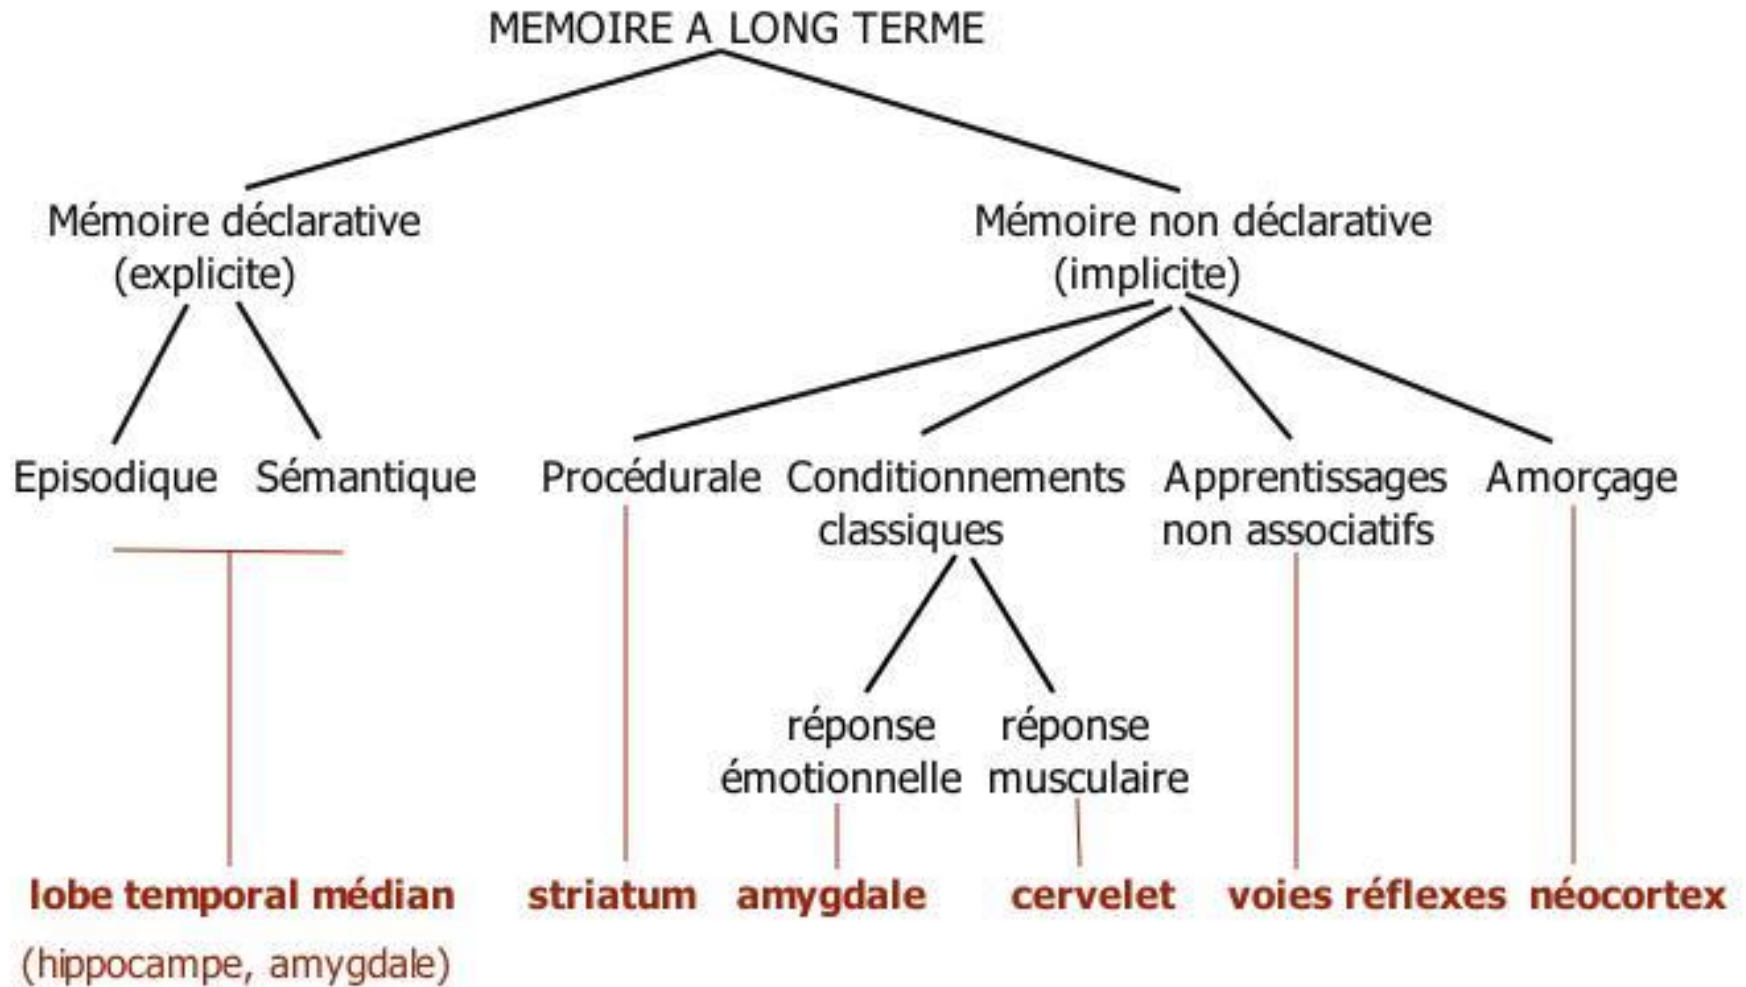 MEMOIRE A LONG TERME
Mémoire déclarative
(explicite)
Mémoire non déclarative
(implicite)
Episodique
Sémantique
Procédurale
Conditionnements
classiques
Apprentissages
non associatifs
Amorçage
réponse
émotionnelle
réponse
musculaire
lobe temporal médian
(hippocampe, amygdale)
striatum
amygdale
cervelet
voies réflexes
néocortex